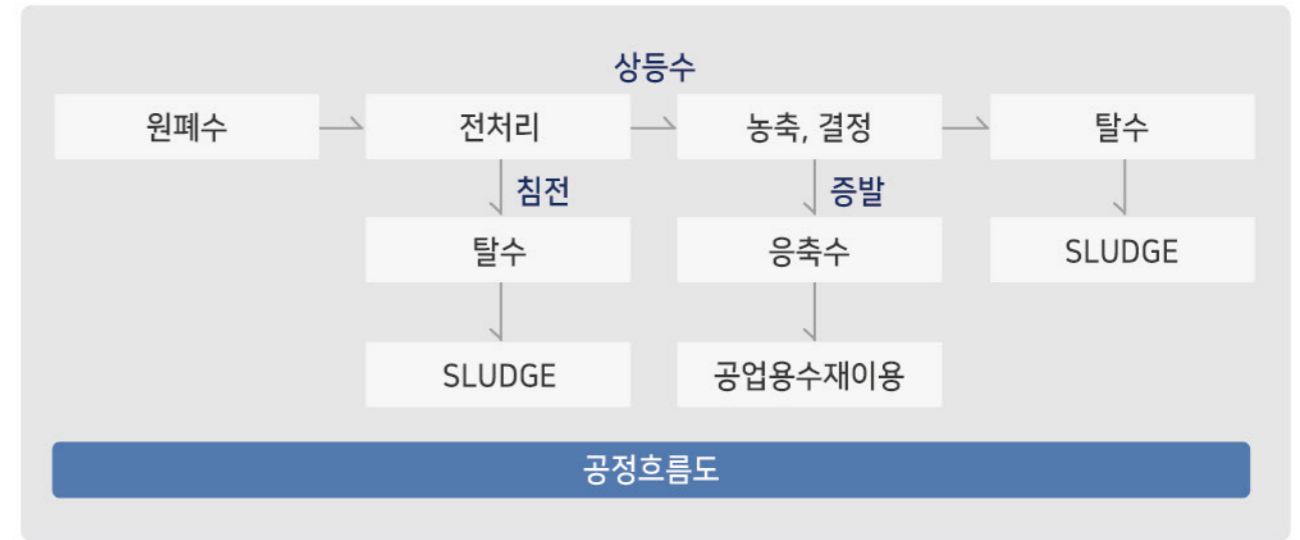 상등수
원폐수
전처리
농축, 결정
탈수
침전
증발
탈수
응축수
SLUDGE
SLUDGE
공업용수재이용
공정흐름도